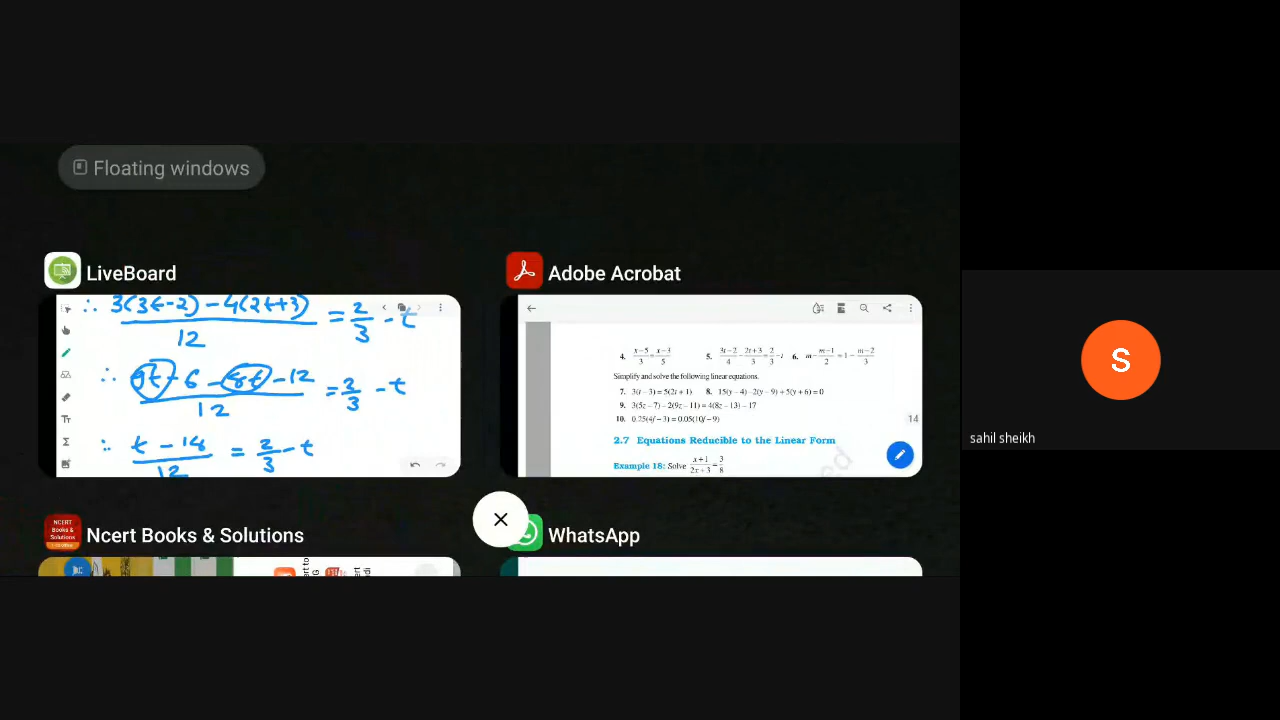 Floating windows
LiveBoard
∴ 3(3t-2) - 4(2t+3) / 12 = 2/3 - t
∴ 9t - 6 - 8t - 12 / 12 = 2/3 - t
∴ t - 18 / 12 = 2/3 - t
Adobe Acrobat
4. x-5/3 = x-3/5 5. 3t-2/4 - 2t+3/3 = 2/3 - t 6. m - m-1/2 = 1 - m-2/3
Simplify and solve the following linear equations.
7. 3(t – 3) = 5(2t + 1) 8. 15(y – 4) –2(y – 9) + 5(y + 6) = 0
9. 3(5z – 7) – 2(9z – 11) = 4(8z – 13) – 17
10. 0.25(4f – 3) = 0.05(10f – 9)
14
2.7 Equations Reducible to the Linear Form
Example 18: Solve x+1/2x+3 = 3/8
NCERT
Books &
Solutions
Ncert Books & Solutions
WhatsApp
S
sahil sheikh